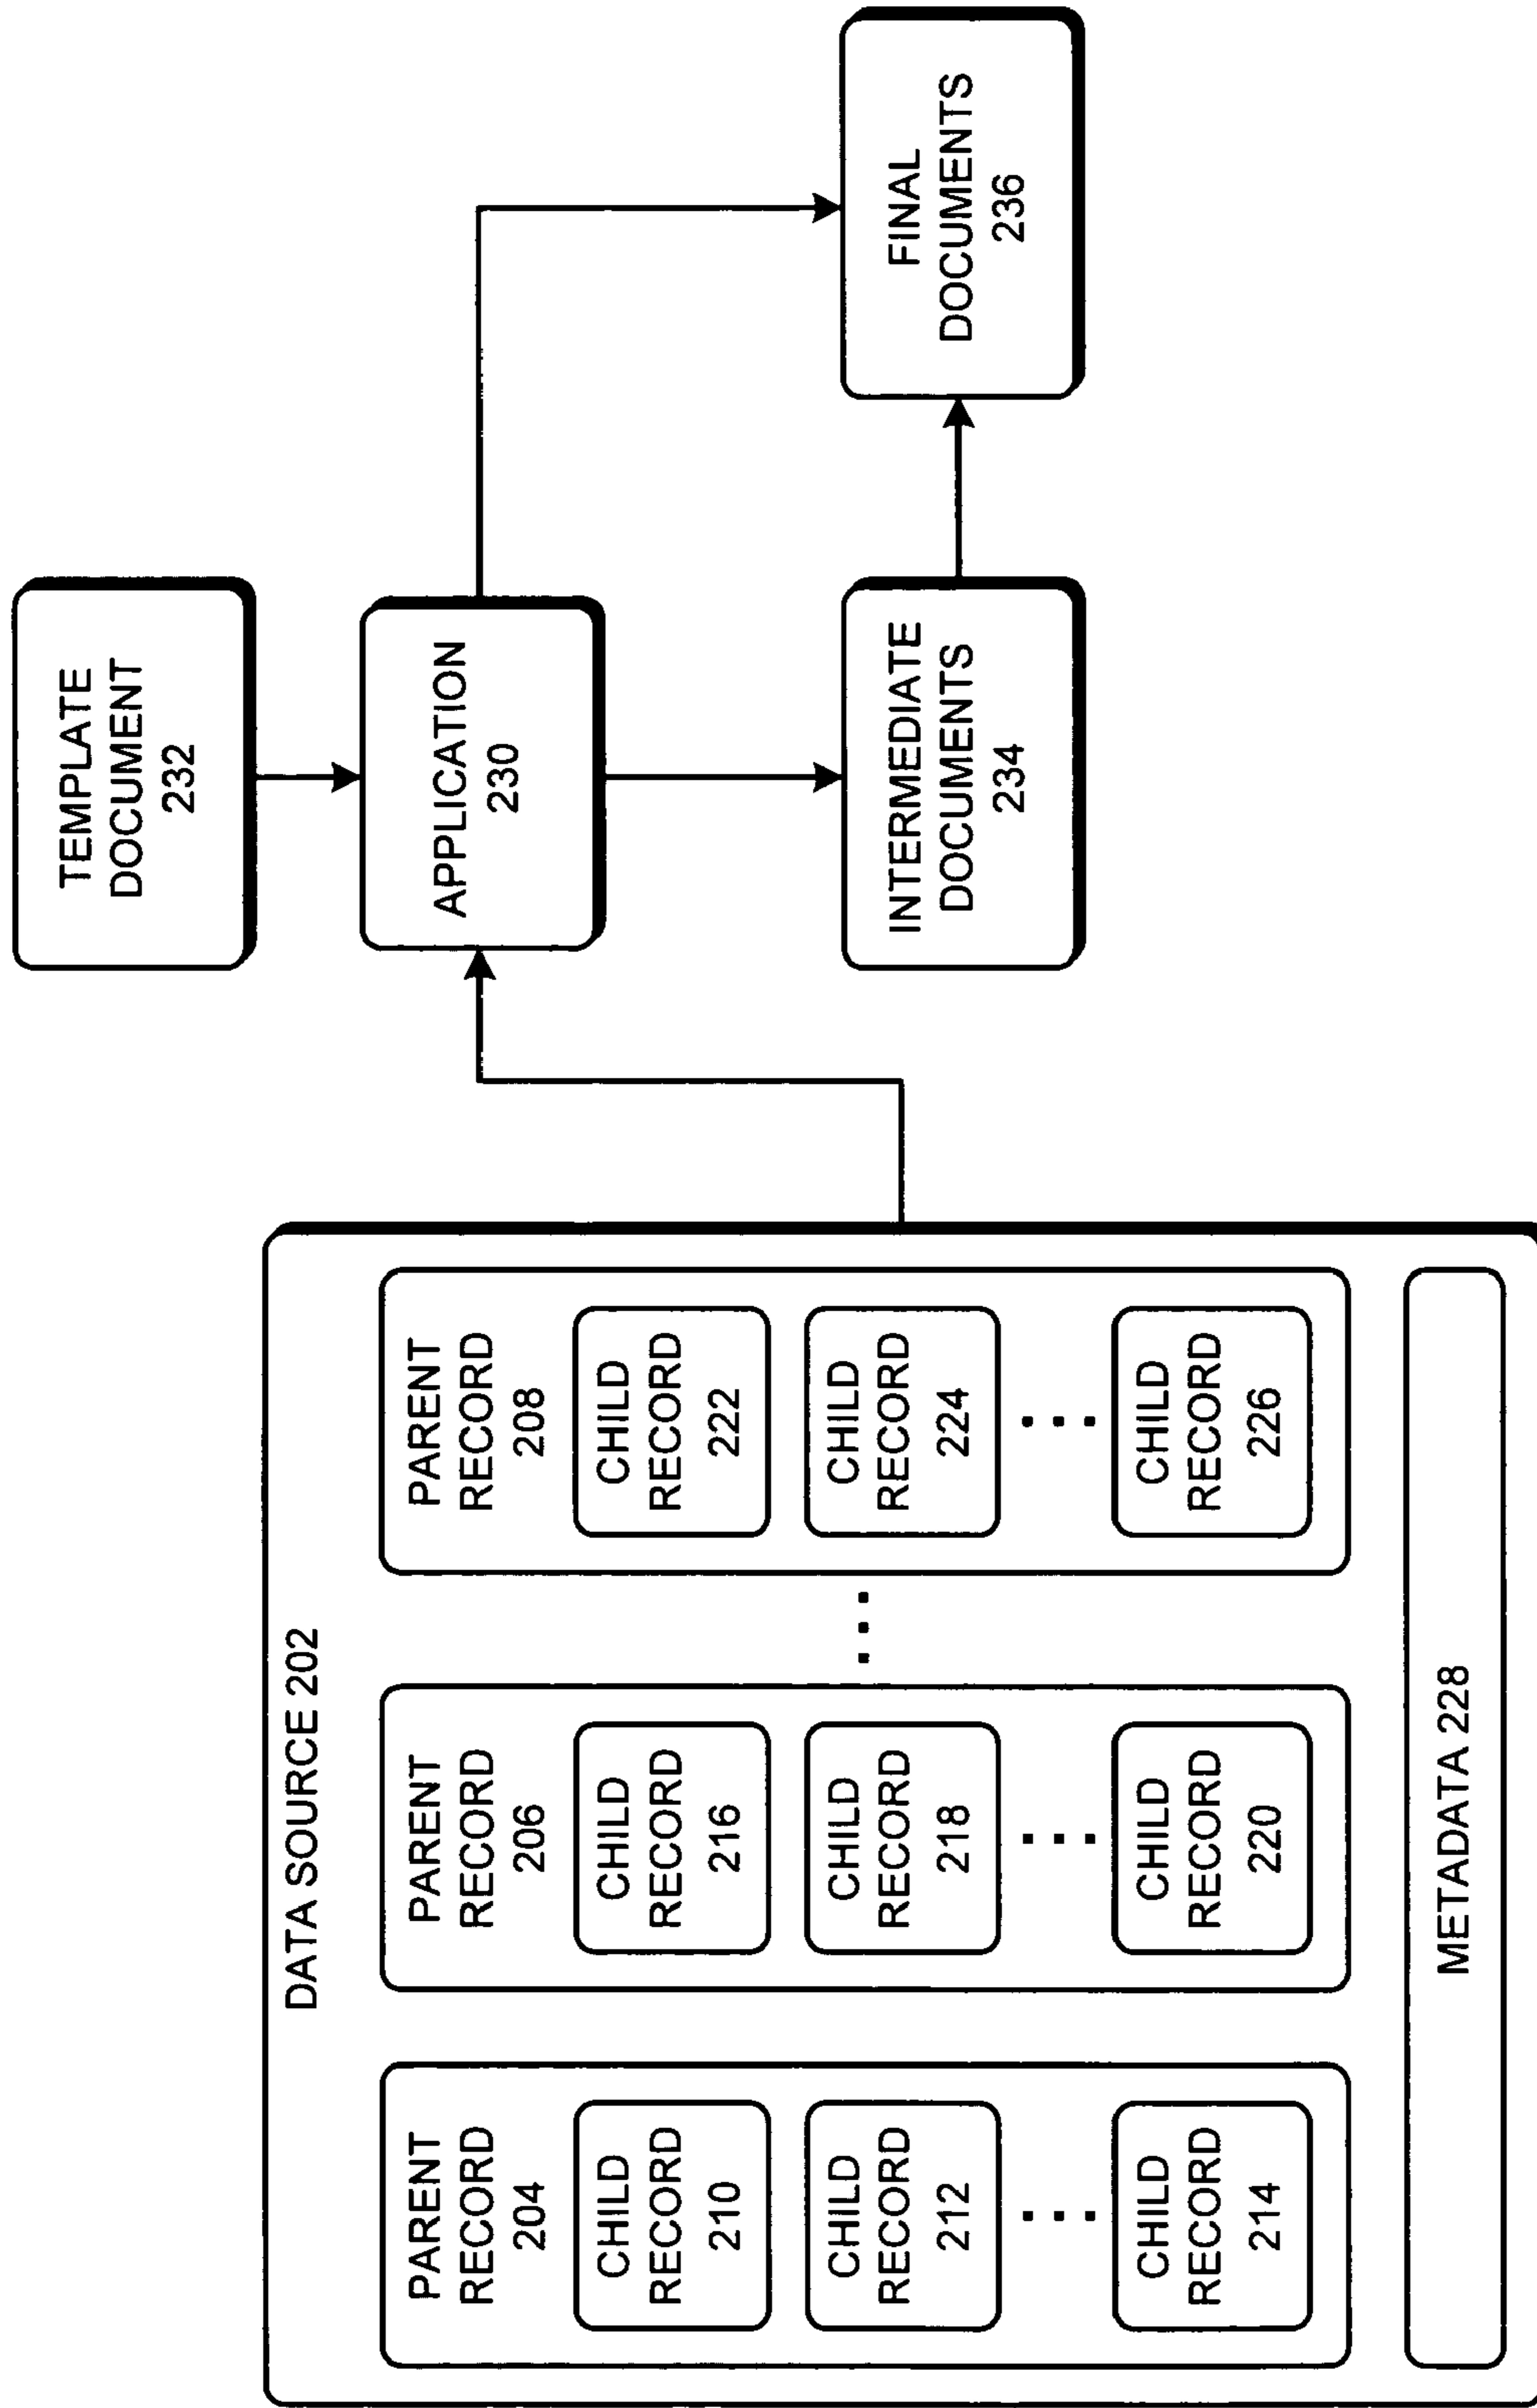 DATA SOURCE 202
PARENT
RECORD
204
CHILD
RECORD
210
CHILD
RECORD
212
CHILD
RECORD
214
PARENT
RECORD
206
CHILD
RECORD
216
CHILD
RECORD
218
CHILD
RECORD
220
PARENT
RECORD
208
CHILD
RECORD
222
CHILD
RECORD
224
CHILD
RECORD
226
METADATA 228
TEMPLATE
DOCUMENT
232
APPLICATION
230
INTERMEDIATE
DOCUMENTS
234
FINAL
DOCUMENTS
236